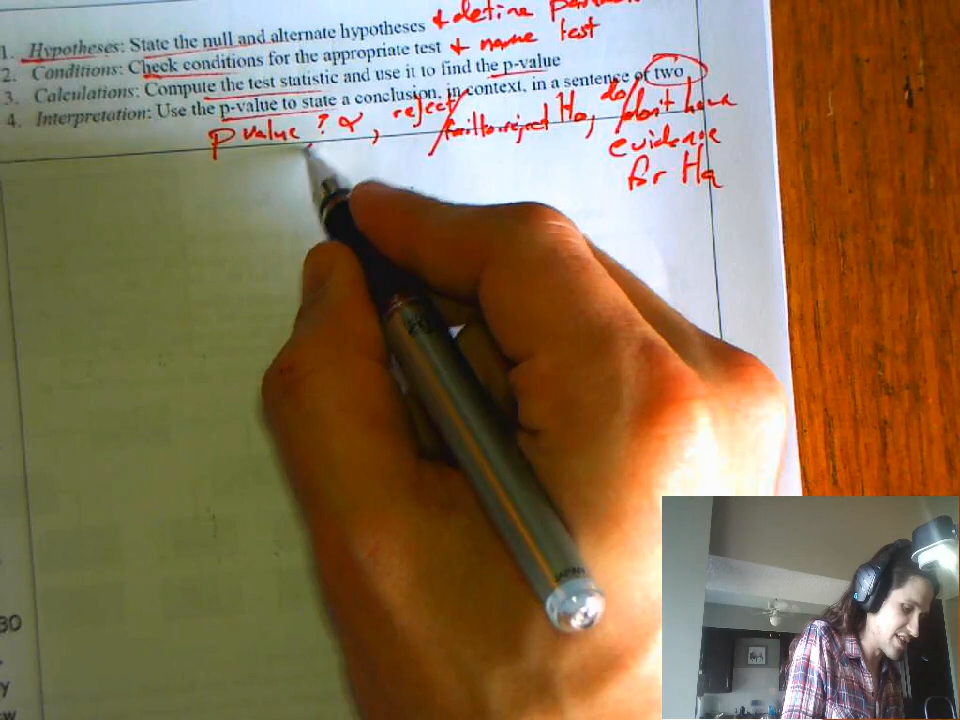 + define
1. Hypotheses: State the null and alternate hypotheses
+ name test
2. Conditions: Check conditions for the appropriate test
3. Calculations: Compute the test statistic and use it to find the p-value
4. Interpretation: Use the p-value to state a conclusion, in context, in a sentence or two
p value ? α, reject/fail to reject Ho, do/don't have
evidence
for Ha
30
JAPAN